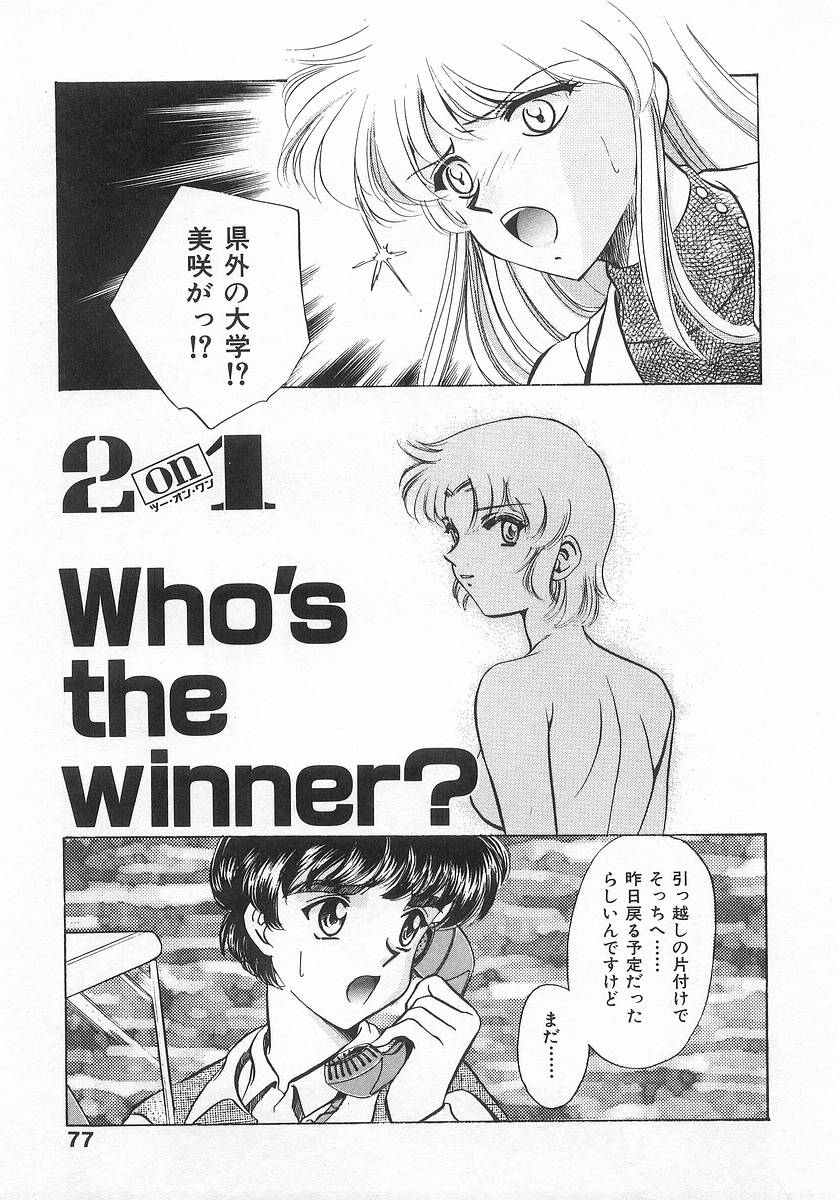 県外の大学!?
美咲がっ!?
2 on 1
ツー・オン・ワン
Who's
the
winner?
引っ越しの片付けで
そっちへ……
昨日戻る予定だった
らしいんですけど
まだ……
77